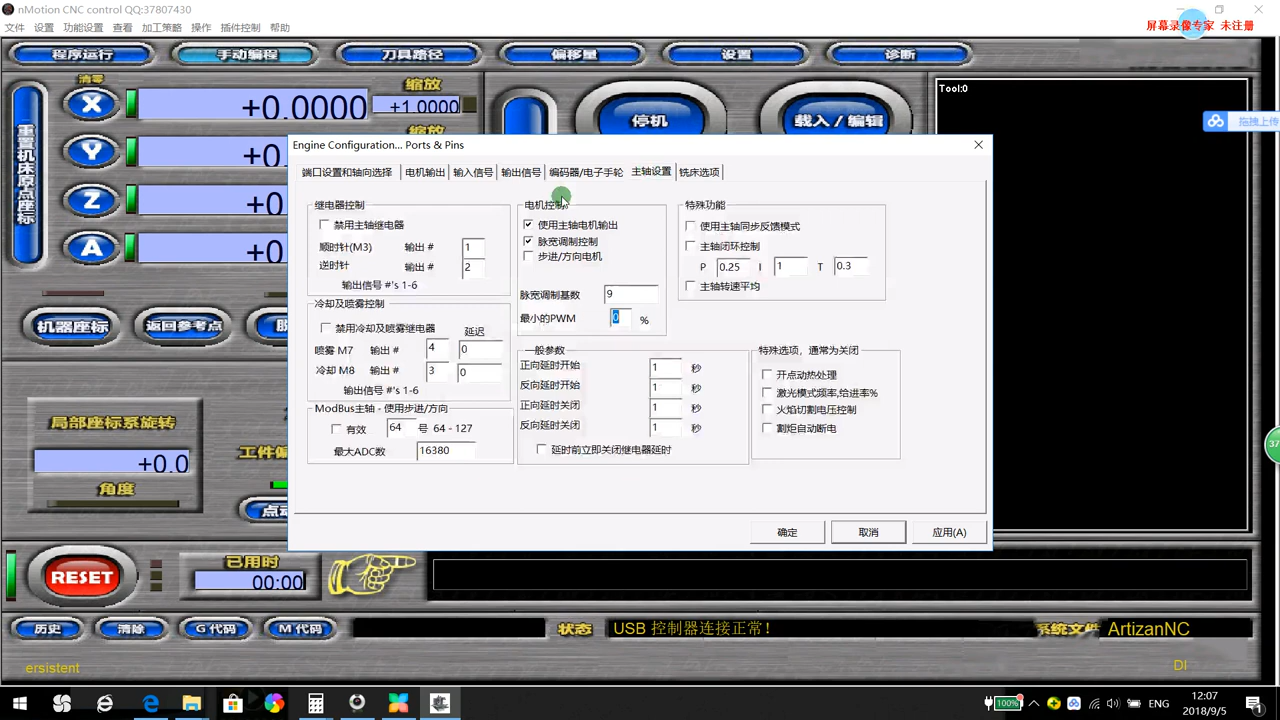 nMotion CNC control QQ:37807430
文件 设置 功能设置 查看 加工策略 操作 插件控制 帮助
屏幕录像专家 未注册
程序运行 手动编程 刀具路径 偏移量 设置 诊断
清零
缩放
X +0.0000 +1.0000
缩放
Y +0.
Z +0.
A +0.
重置机床原点坐标
停机
载入 / 编辑
Tool:0
拖拽上传
Engine Configuration... Ports & Pins
端口设置和轴向选择 电机输出 输入信号 输出信号 编码器/电子手轮 主轴设置 铣床选项
继电器控制
禁用主轴继电器
顺时针(M3) 输出 # 1
逆时针 输出 # 2
输出信号 #'s 1-6
冷却及喷雾控制
禁用冷却及喷雾继电器 延迟
喷雾 M7 输出 # 4 0
冷却 M8 输出 # 3 0
输出信号 #'s 1-6
ModBus主轴 - 使用步进/方向
有效 64 号 64 - 127
最大ADC数 16380
电机控制
使用主轴电机输出
脉宽调制控制
步进/方向电机
脉宽调制基数 9
最小的PWM 0 %
特殊功能
使用主轴同步反馈模式
主轴闭环控制
P 0.25 I 1 T 0.3
主轴转速平均
一般参数
正向延时开始 1 秒
反向延时开始 1 秒
正向延时关闭 1 秒
反向延时关闭 1 秒
延时前立即关闭继电器延时
特殊选项，通常为关闭
开点动热处理
激光模式频率,给进率%
火焰切割电压控制
割炬自动断电
确定 取消 应用(A)
机器座标 返回参考点
局部座标系旋转
+0.0
角度
工件偏
点动
37
RESET
已用时
00:00
历史 清除 G 代码 M 代码
状态 USB 控制器连接正常！
系统文件 ArtizanNC
ersistent
DI
100%
ENG
12:07
2018/9/5
1